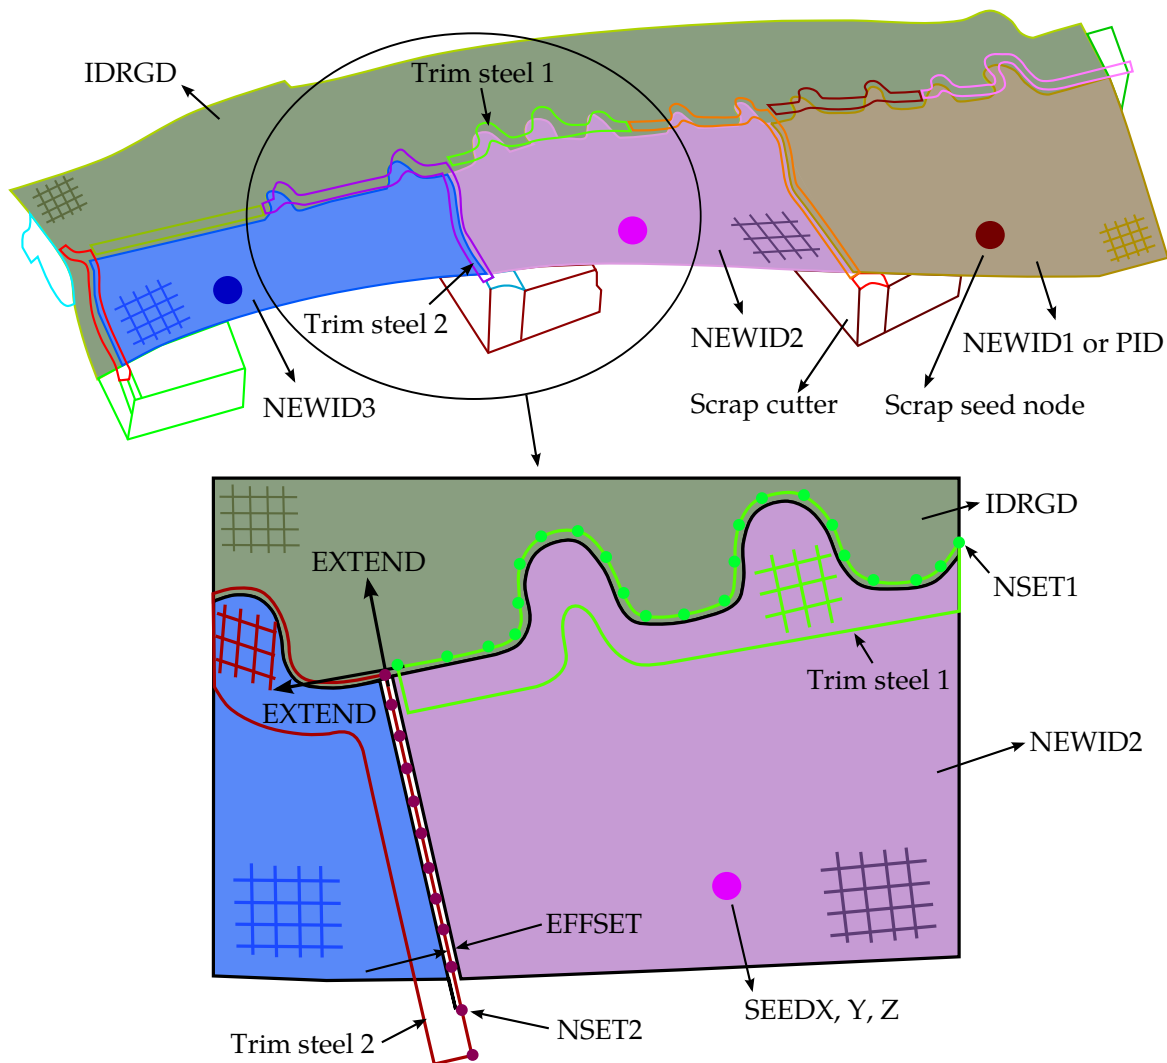 IDRGD
Trim steel 1
Trim steel 2
NEWID2
NEWID1 or PID
NEWID3
Scrap cutter
Scrap seed node
IDRGD
EXTEND
NSET1
Trim steel 1
EXTEND
NEWID2
EFFSET
SEEDX, Y, Z
NSET2
Trim steel 2